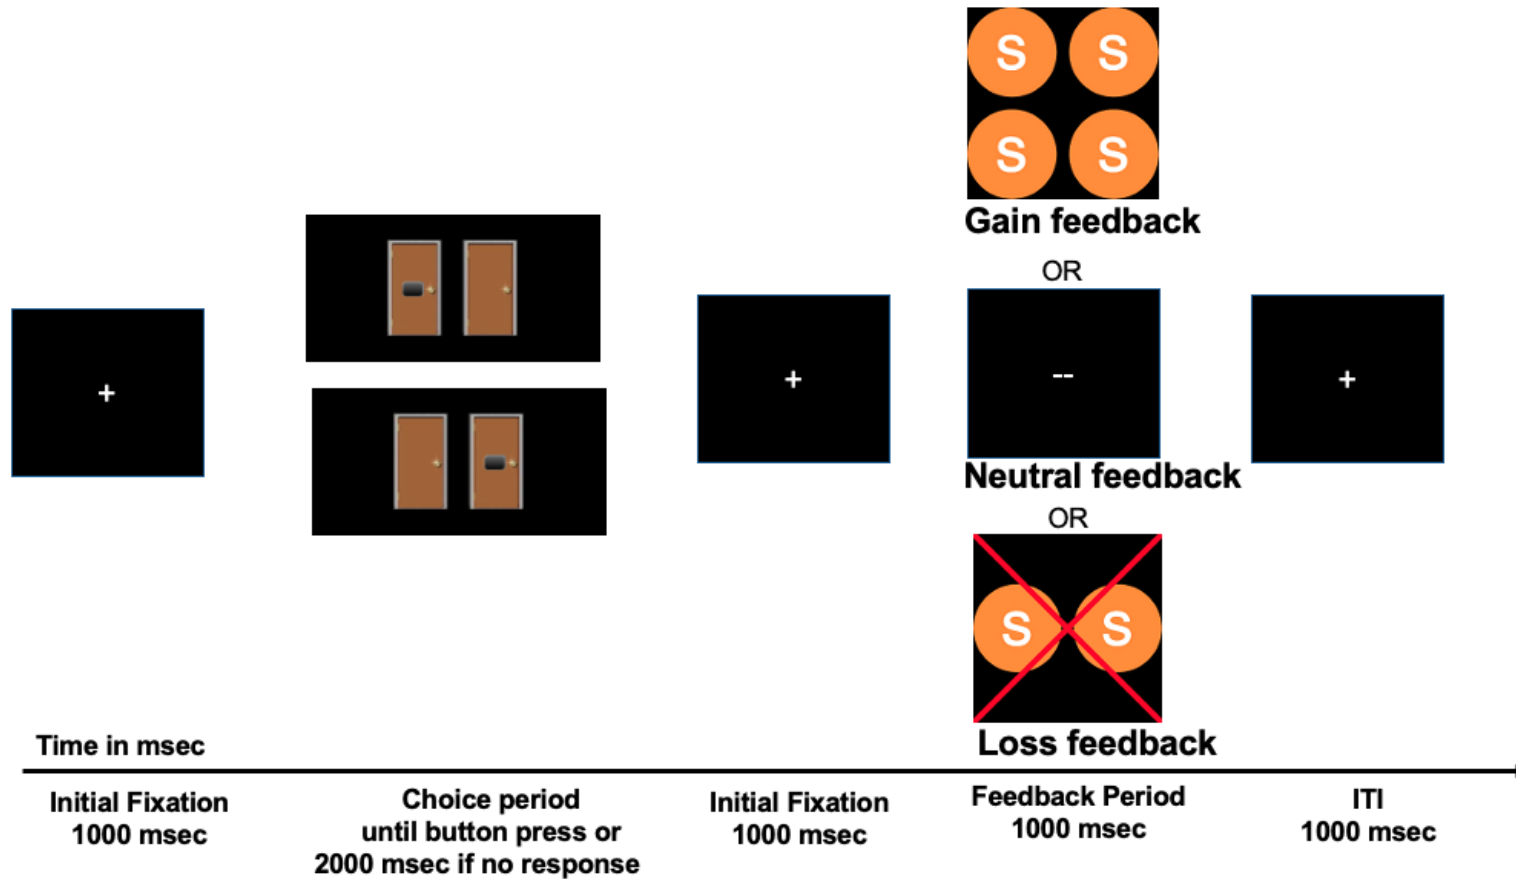 S S
S S
Gain feedback
OR
+
+
--
+
Neutral feedback
OR
S S
Loss feedback
Time in msec
Initial Fixation
1000 msec
Choice period
until button press or
2000 msec if no response
Initial Fixation
1000 msec
Feedback Period
1000 msec
ITI
1000 msec